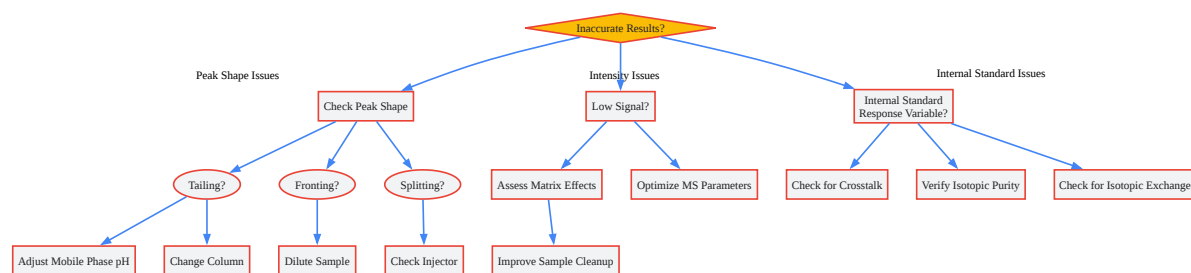 Inaccurate Results?
Peak Shape Issues
Intensity Issues
Internal Standard Issues
Check Peak Shape
Low Signal?
Internal Standard
Response Variable?
Tailing?
Fronting?
Splitting?
Assess Matrix Effects
Optimize MS Parameters
Check for Crosstalk
Verify Isotopic Purity
Check for Isotopic Exchange
Adjust Mobile Phase pH
Change Column
Dilute Sample
Check Injector
Improve Sample Cleanup